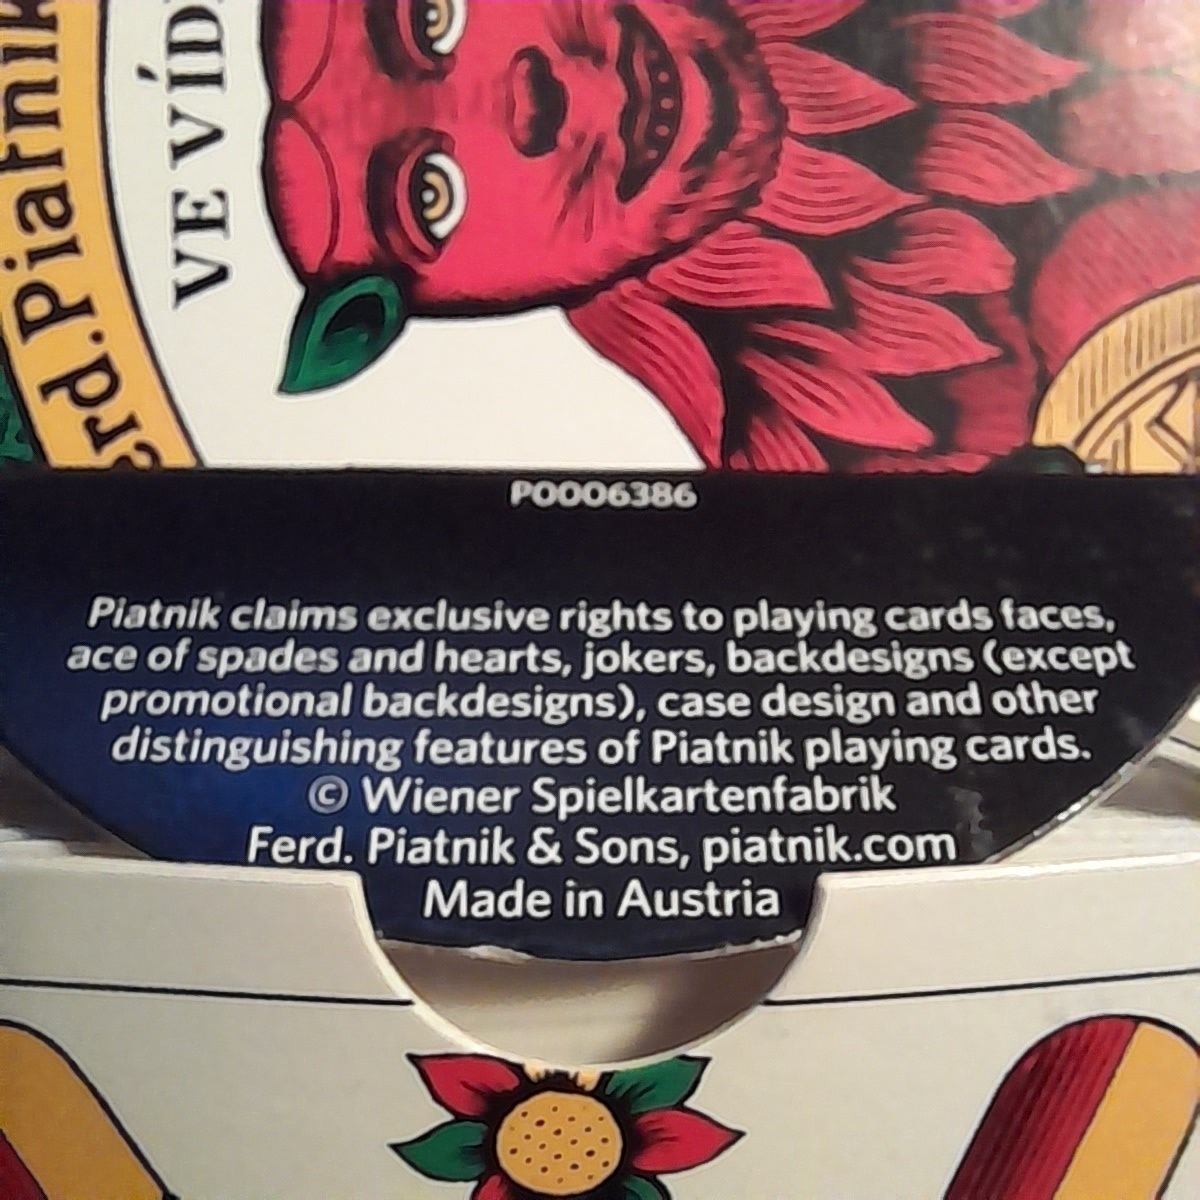 erd. Piatnik
VE VÍD
P0006386
Piatnik claims exclusive rights to playing cards faces,
ace of spades and hearts, jokers, backdesigns (except
promotional backdesigns), case design and other
distinguishing features of Piatnik playing cards.
© Wiener Spielkartenfabrik
Ferd. Piatnik & Sons, piatnik.com
Made in Austria